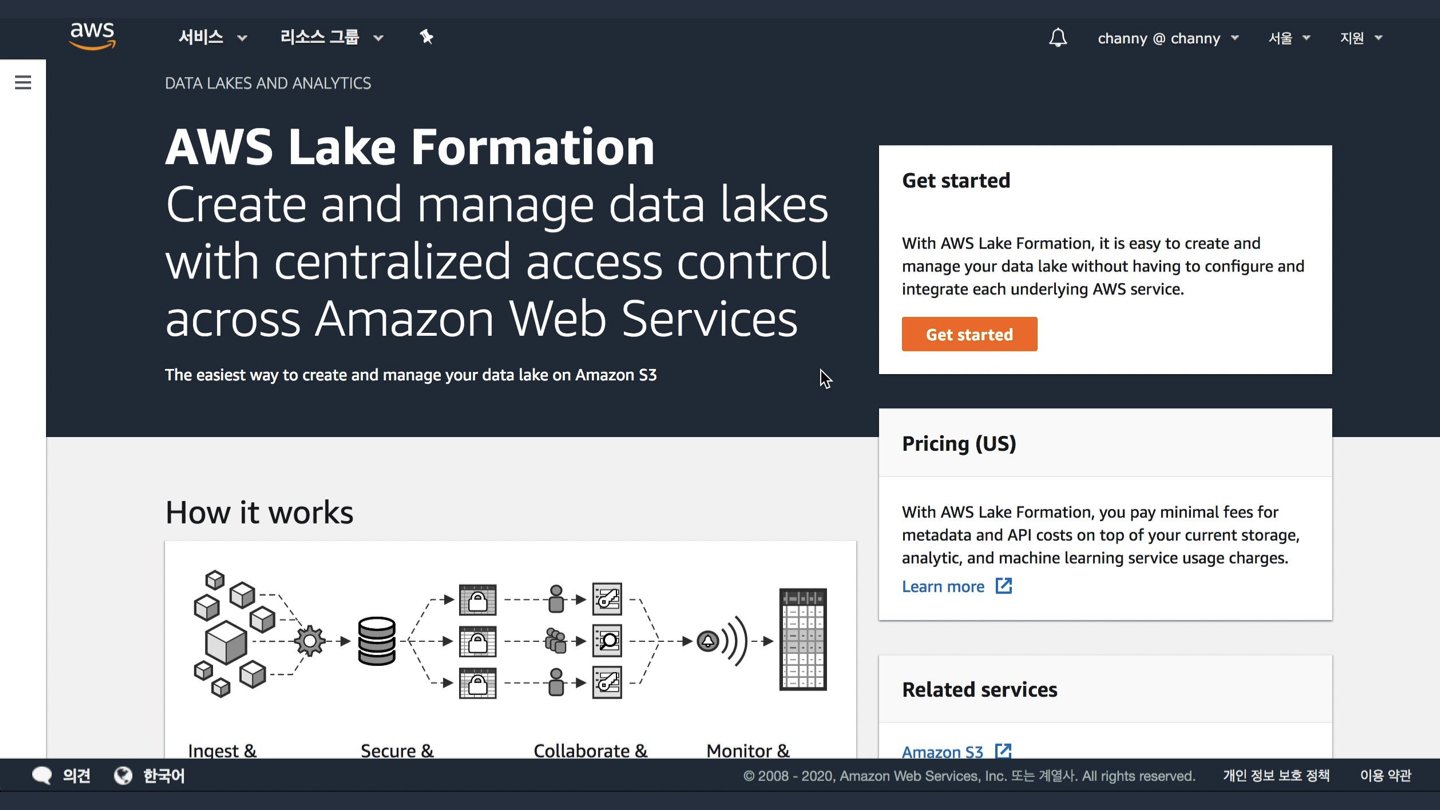 aws
서비스
리소스 그룹
channy @ channy
서울
지원
DATA LAKES AND ANALYTICS
AWS Lake Formation
Create and manage data lakes
with centralized access control
across Amazon Web Services
The easiest way to create and manage your data lake on Amazon S3
Get started
With AWS Lake Formation, it is easy to create and
manage your data lake without having to configure and
integrate each underlying AWS service.
Get started
Pricing (US)
With AWS Lake Formation, you pay minimal fees for
metadata and API costs on top of your current storage,
analytic, and machine learning service usage charges.
Learn more
How it works
Ingest &
Secure &
Collaborate &
Monitor &
Related services
Amazon S3
의견
한국어
© 2008 - 2020, Amazon Web Services, Inc. 또는 계열사. All rights reserved.
개인 정보 보호 정책
이용 약관